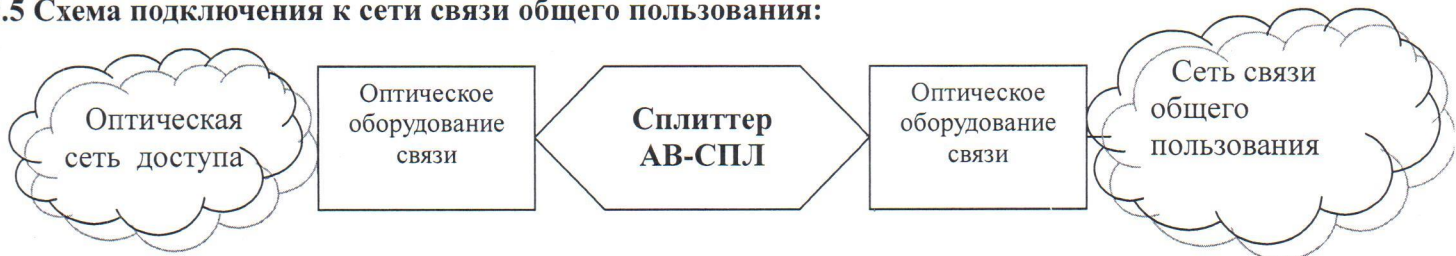 .5 Схема подключения к сети связи общего пользования:
Оптическая
сеть доступа
Оптическое
оборудование
связи
Сплиттер
АВ-СПЛ
Оптическое
оборудование
связи
Сеть связи
общего
пользования